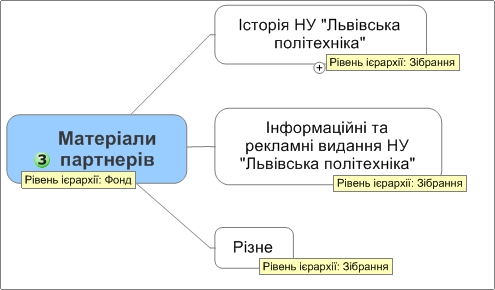 Історія НУ "Львівська
політехніка"
Рівень ієрархії: Зібрання
Матеріали
3 партнерів
Рівень ієрархії: Фонд
Інформаційні та
рекламні видання НУ
"Львівська політехніка"
Рівень ієрархії: Зібрання
Різне
Рівень ієрархії: Зібрання